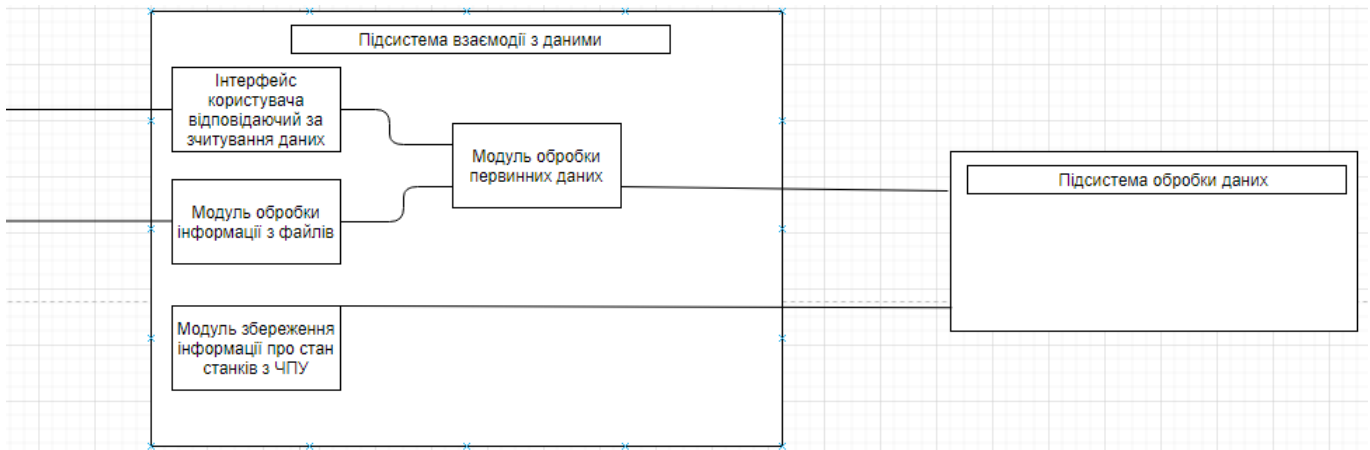 Підсистема взаємодії з даними
Інтерфейс
користувача
відповідаючий за
зчитування даних
Модуль обробки
первинних даних
Підсистема обробки даних
Модуль обробки
інформації з файлів
Модуль збереження
інформації про стан
станків з ЧПУ